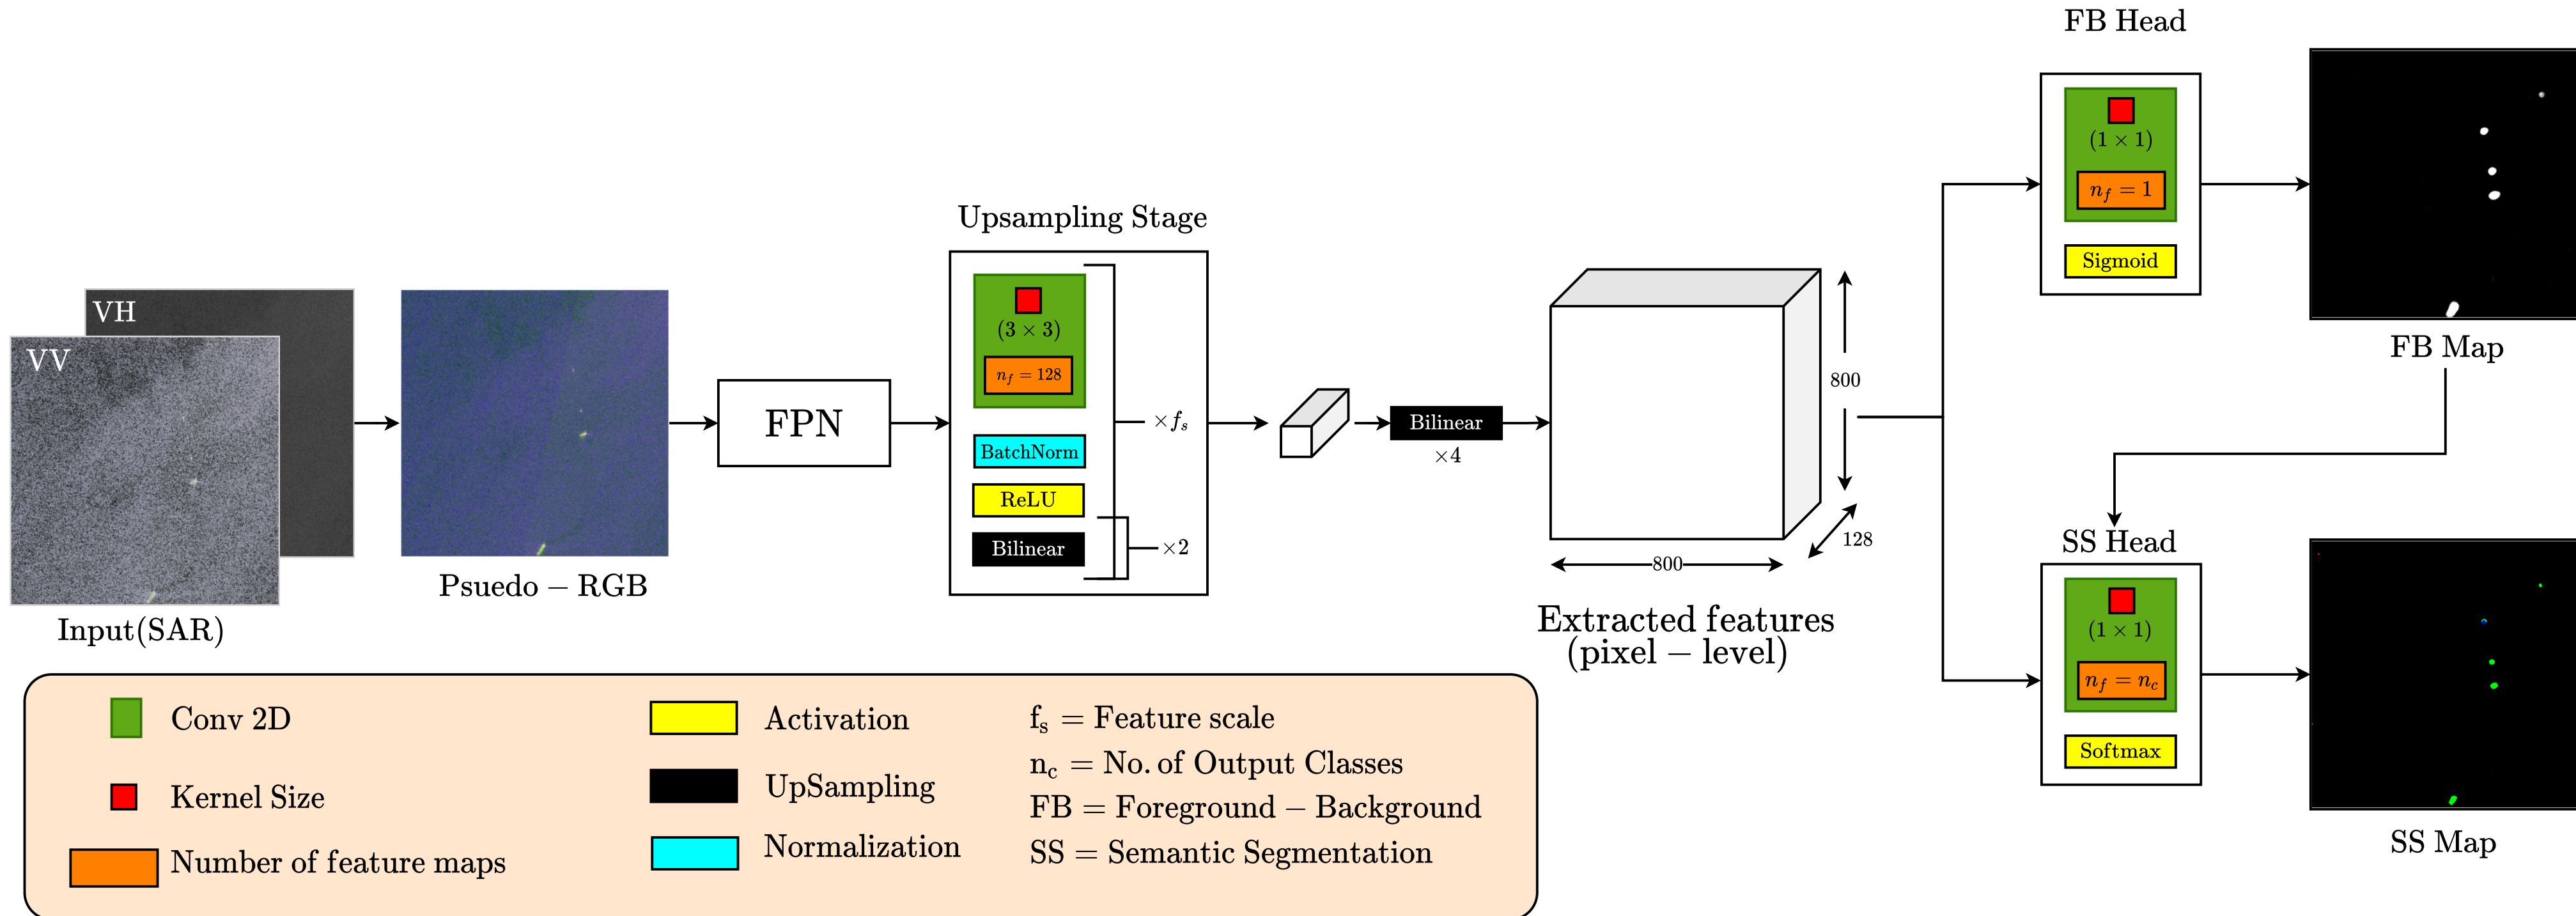 FB Head
(1 × 1)
n_f = 1
Sigmoid
FB Map
Upsampling Stage
(3 × 3)
n_f = 128
BatchNorm
ReLU
Bilinear
×f_s
×2
VH
VV
Input(SAR)
Psuedo – RGB
FPN
Bilinear
×4
800
128
800
Extracted features
(pixel – level)
SS Head
(1 × 1)
n_f = n_c
Softmax
SS Map
Conv 2D
Kernel Size
Number of feature maps
Activation
UpSampling
Normalization
f_s = Feature scale
n_c = No. of Output Classes
FB = Foreground – Background
SS = Semantic Segmentation